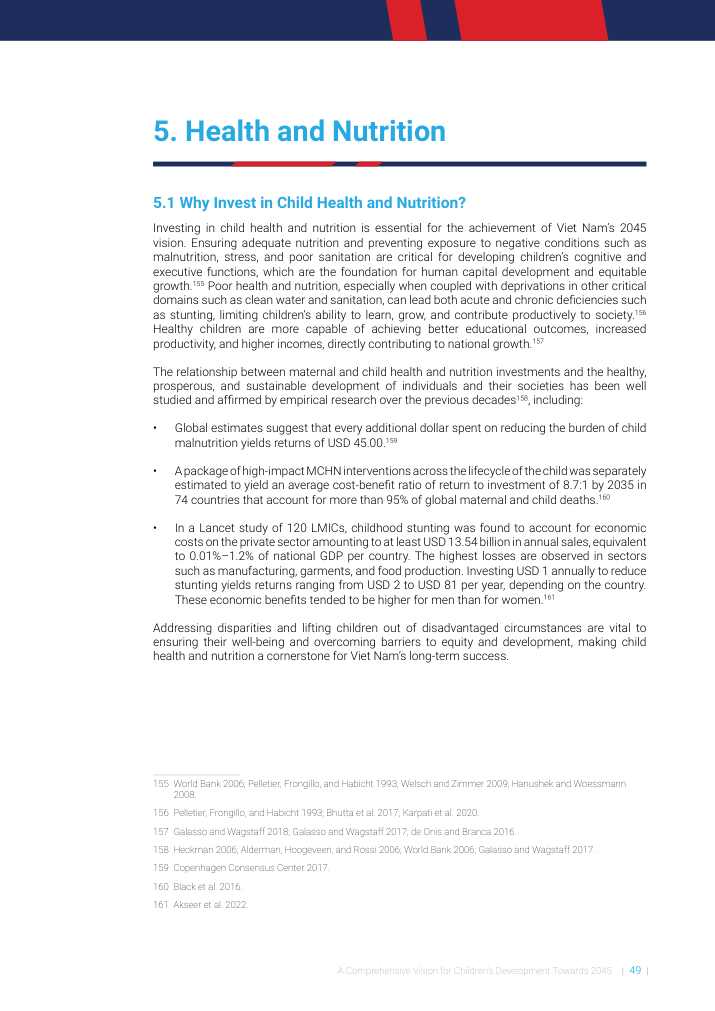 5. Health and Nutrition
5.1 Why Invest in Child Health and Nutrition?
Investing in child health and nutrition is essential for the achievement of Viet Nam's 2045
vision. Ensuring adequate nutrition and preventing exposure to negative conditions such as
malnutrition, stress, and poor sanitation are critical for developing children's cognitive and
executive functions, which are the foundation for human capital development and equitable
growth.155 Poor health and nutrition, especially when coupled with deprivations in other critical
domains such as clean water and sanitation, can lead both acute and chronic deficiencies such
as stunting, limiting children's ability to learn, grow, and contribute productively to society.156
Healthy children are more capable of achieving better educational outcomes, increased
productivity, and higher incomes, directly contributing to national growth.157
The relationship between maternal and child health and nutrition investments and the healthy,
prosperous, and sustainable development of individuals and their societies has been well
studied and affirmed by empirical research over the previous decades158, including:
• Global estimates suggest that every additional dollar spent on reducing the burden of child
malnutrition yields returns of USD 45.00.159
• A package of high-impact MCHN interventions across the lifecycle of the child was separately
estimated to yield an average cost-benefit ratio of return to investment of 8.7:1 by 2035 in
74 countries that account for more than 95% of global maternal and child deaths.160
• In a Lancet study of 120 LMICs, childhood stunting was found to account for economic
costs on the private sector amounting to at least USD 13.54 billion in annual sales, equivalent
to 0.01%–1.2% of national GDP per country. The highest losses are observed in sectors
such as manufacturing, garments, and food production. Investing USD 1 annually to reduce
stunting yields returns ranging from USD 2 to USD 81 per year, depending on the country.
These economic benefits tended to be higher for men than for women.161
Addressing disparities and lifting children out of disadvantaged circumstances are vital to
ensuring their well-being and overcoming barriers to equity and development, making child
health and nutrition a cornerstone for Viet Nam's long-term success.
155 World Bank 2006; Pelletier, Frongillo, and Habicht 1993; Welsch and Zimmer 2009; Hanushek and Woessmann
2008.
156 Pelletier, Frongillo, and Habicht 1993; Bhutta et al. 2017; Karpati et al. 2020.
157 Galasso and Wagstaff 2018; Galasso and Wagstaff 2017; de Onis and Branca 2016.
158 Heckman 2006; Alderman, Hoogeveen, and Rossi 2006; World Bank 2006; Galasso and Wagstaff 2017.
159 Copenhagen Consensus Center 2017.
160 Black et al. 2016.
161 Akseer et al. 2022.
A Comprehensive Vision for Children's Development Towards 2045 | 49 |